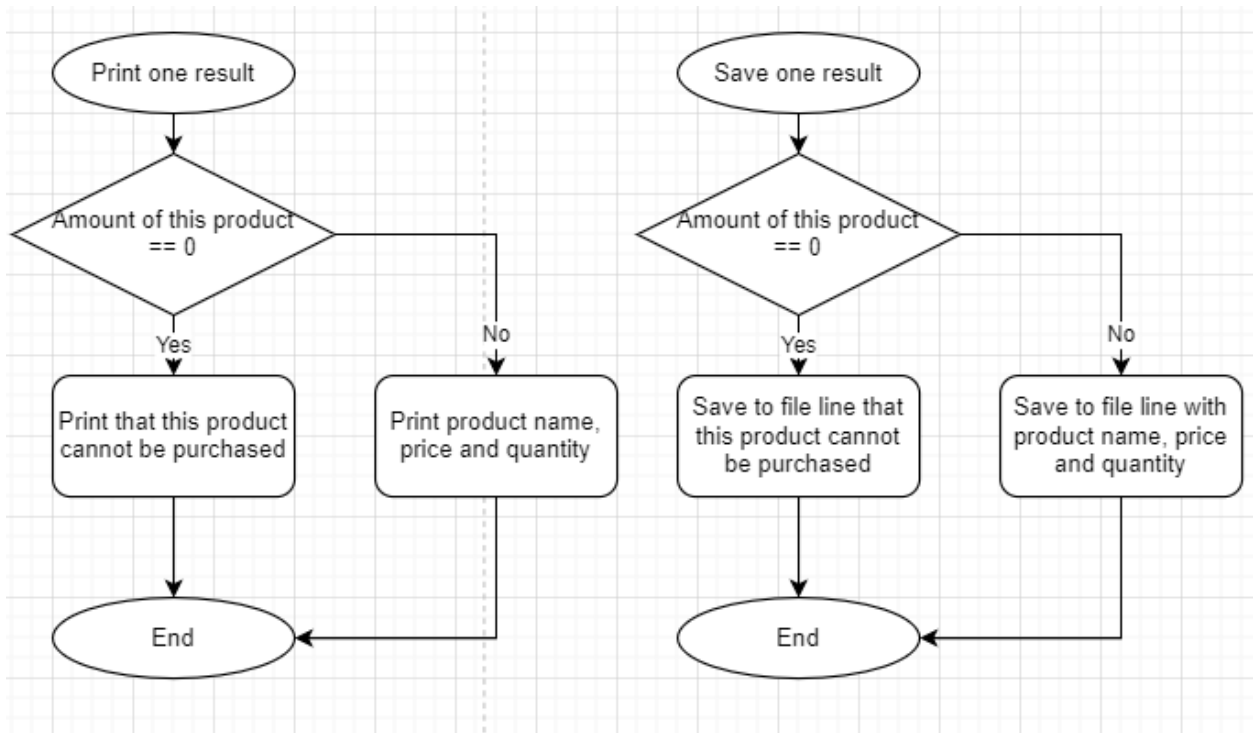 Print one result
Amount of this product
== 0
Yes
No
Print that this product
cannot be purchased
Print product name,
price and quantity
End
Save one result
Amount of this product
== 0
Yes
No
Save to file line that
this product cannot
be purchased
Save to file line with
product name, price
and quantity
End